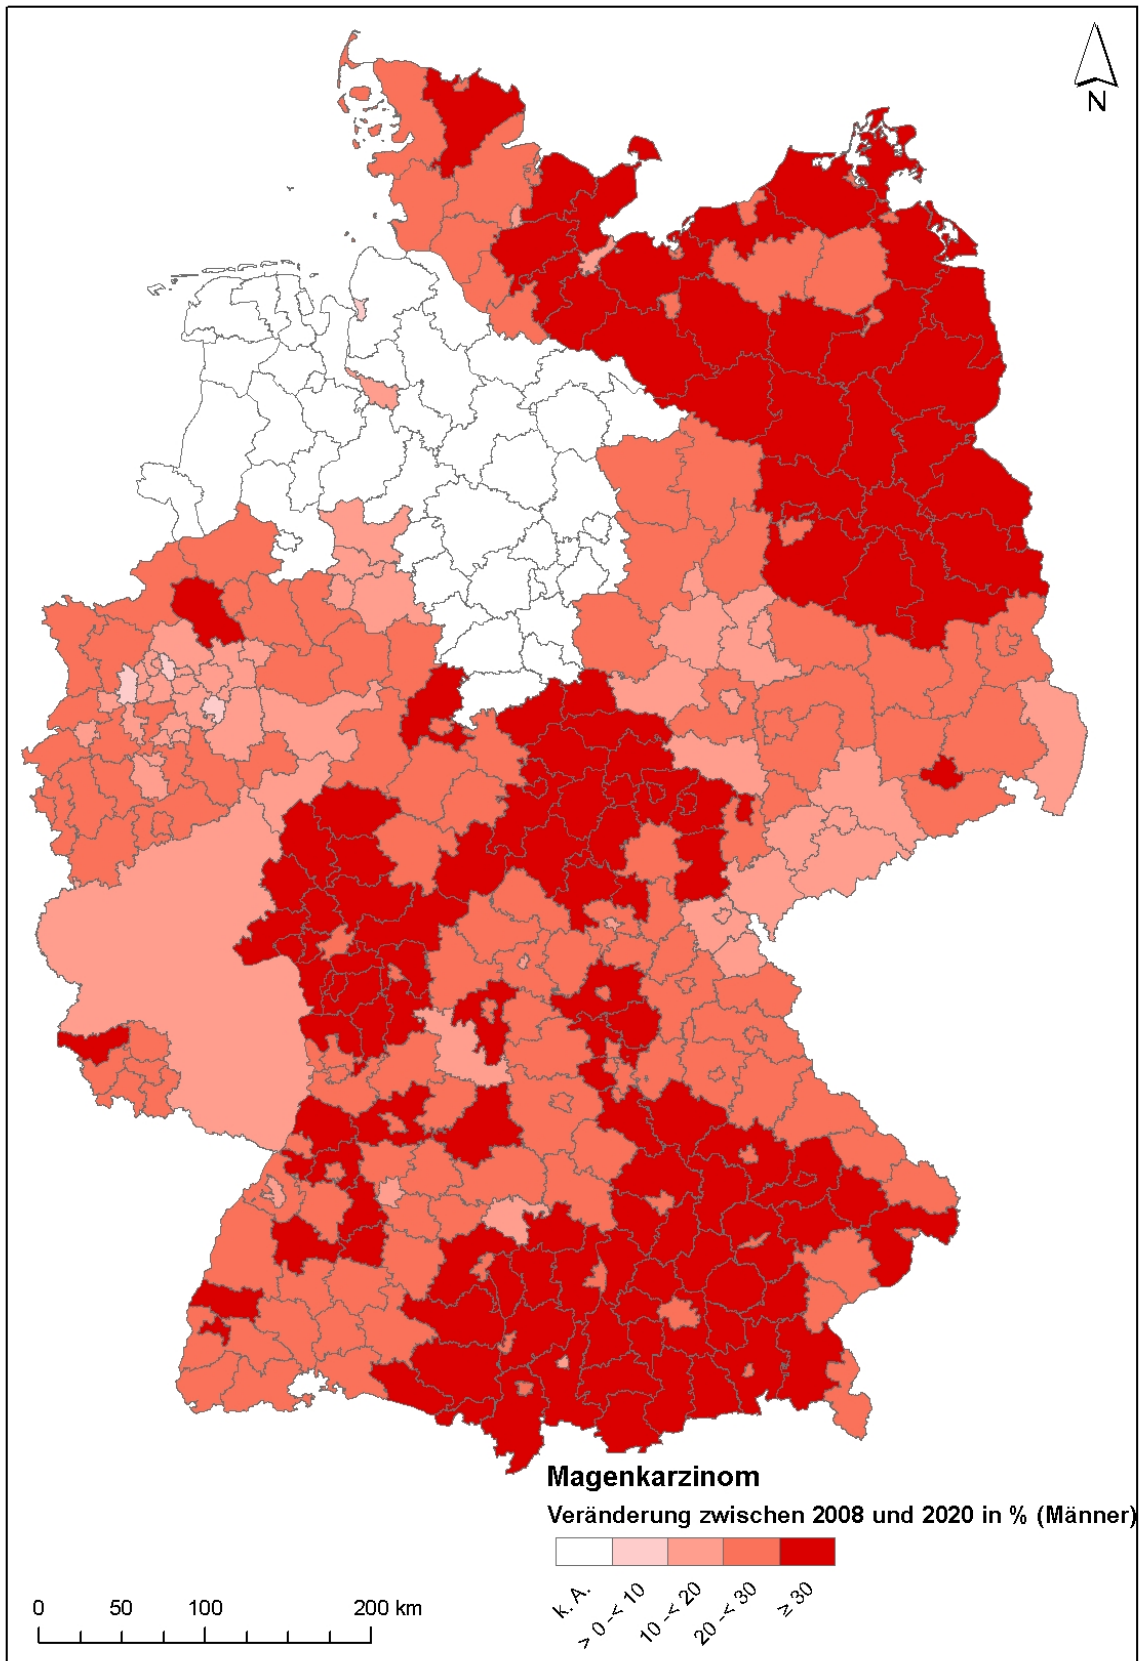 N
Magenkarzinom
Veränderung zwischen 2008 und 2020 in % (Männer)
k. A.
> 0 -< 10
10 -< 20
20 -< 30
≥ 30
0 50 100 200 km